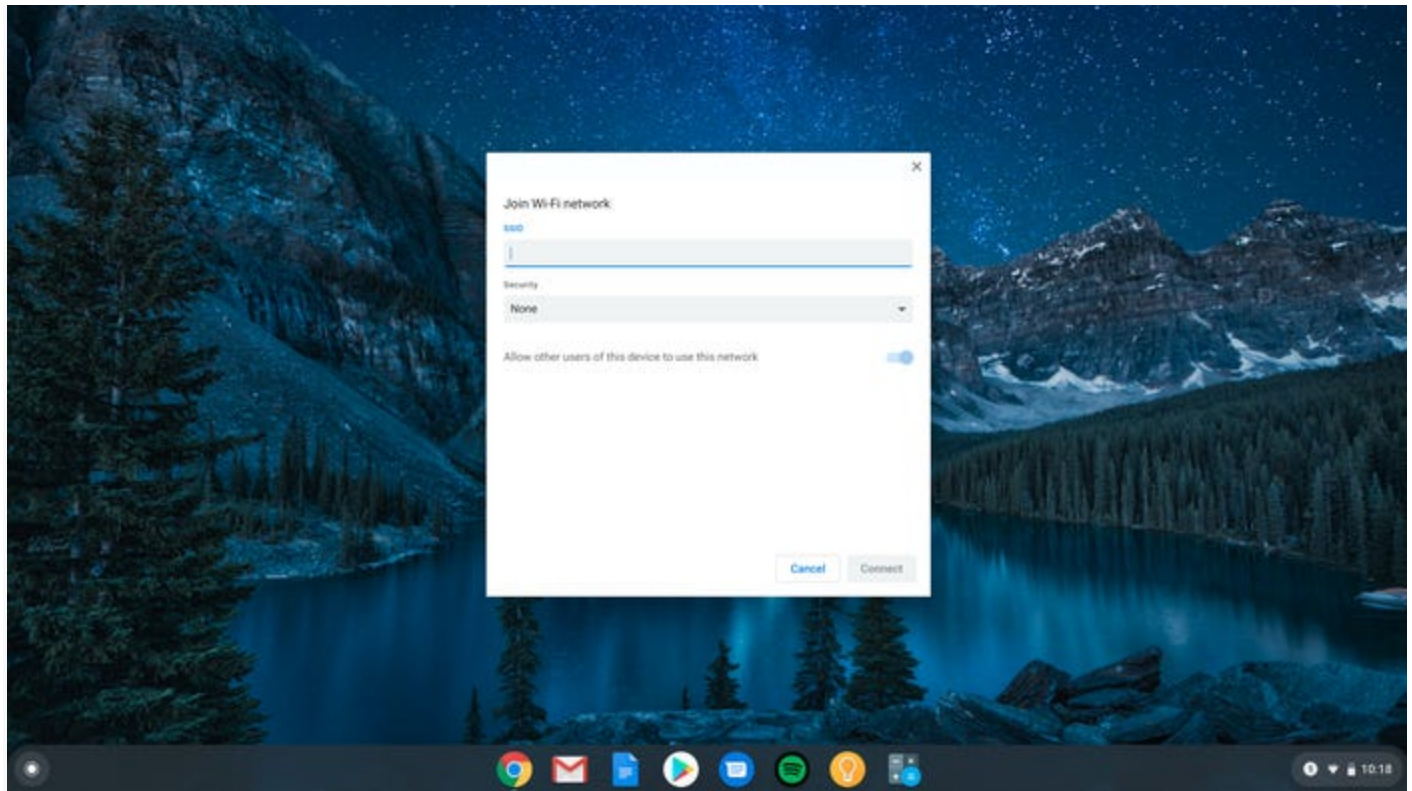 Join Wi-Fi network
SSID
Security
None
Allow other users of this device to use this network
Cancel Connect
10:18